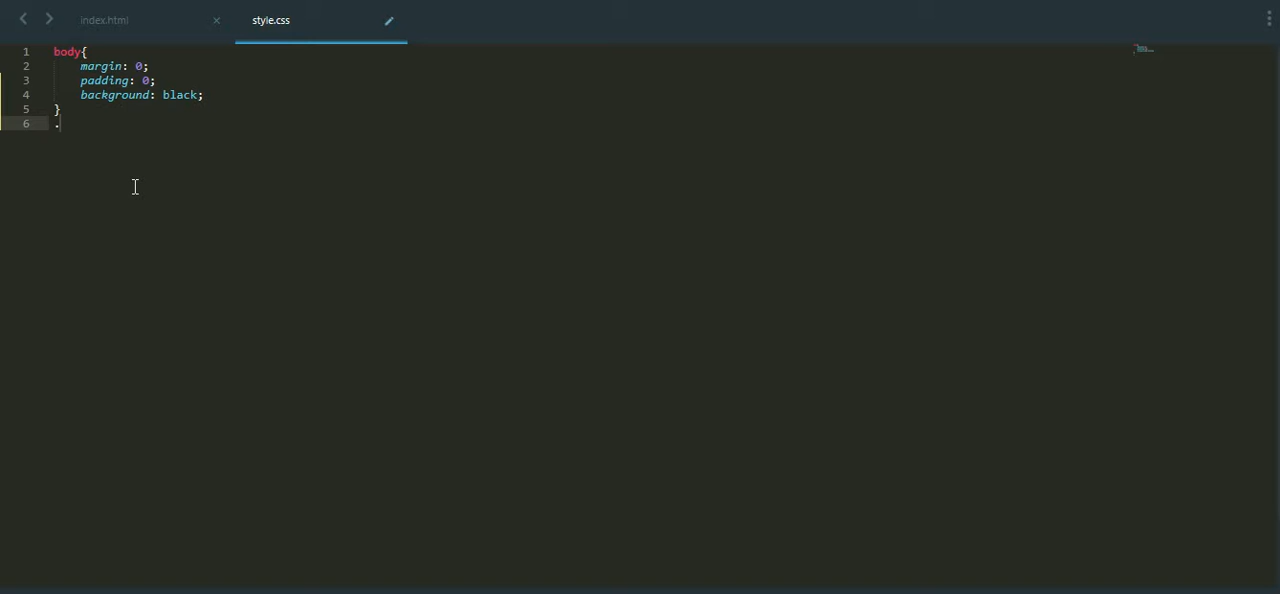 index.html × style.css
1 body{
2 margin: 0;
3 padding: 0;
4 background: black;
5 }
6 .